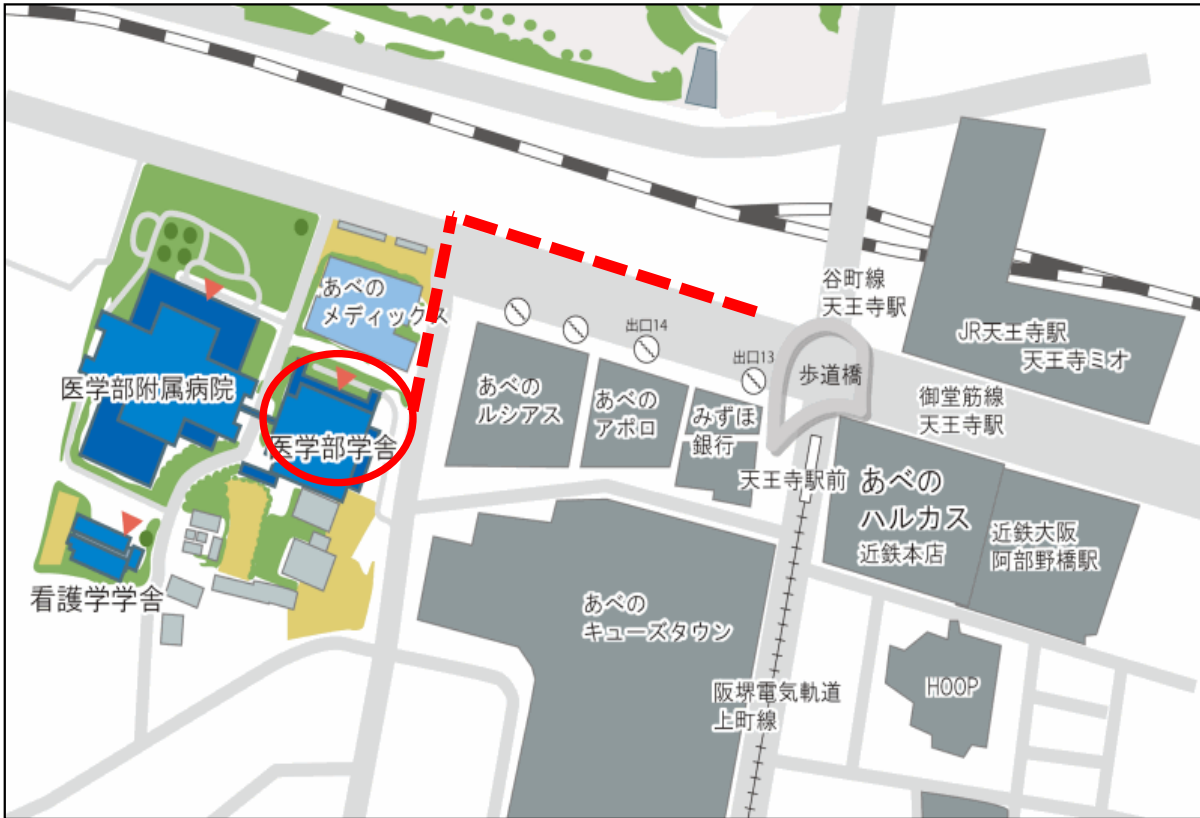 谷町線
天王寺駅
あべの
メディックス
JR天王寺駅
天王寺ミオ
出口14
出口13
歩道橋
医学部附属病院
あべの
ルシアス
あべの
アポロ
みずほ
銀行
御堂筋線
天王寺駅
医学部学舎
天王寺駅前
あべの
ハルカス
近鉄本店
近鉄大阪
阿部野橋駅
看護学学舎
あべの
キューズタウン
HOOP
阪堺電気軌道
上町線